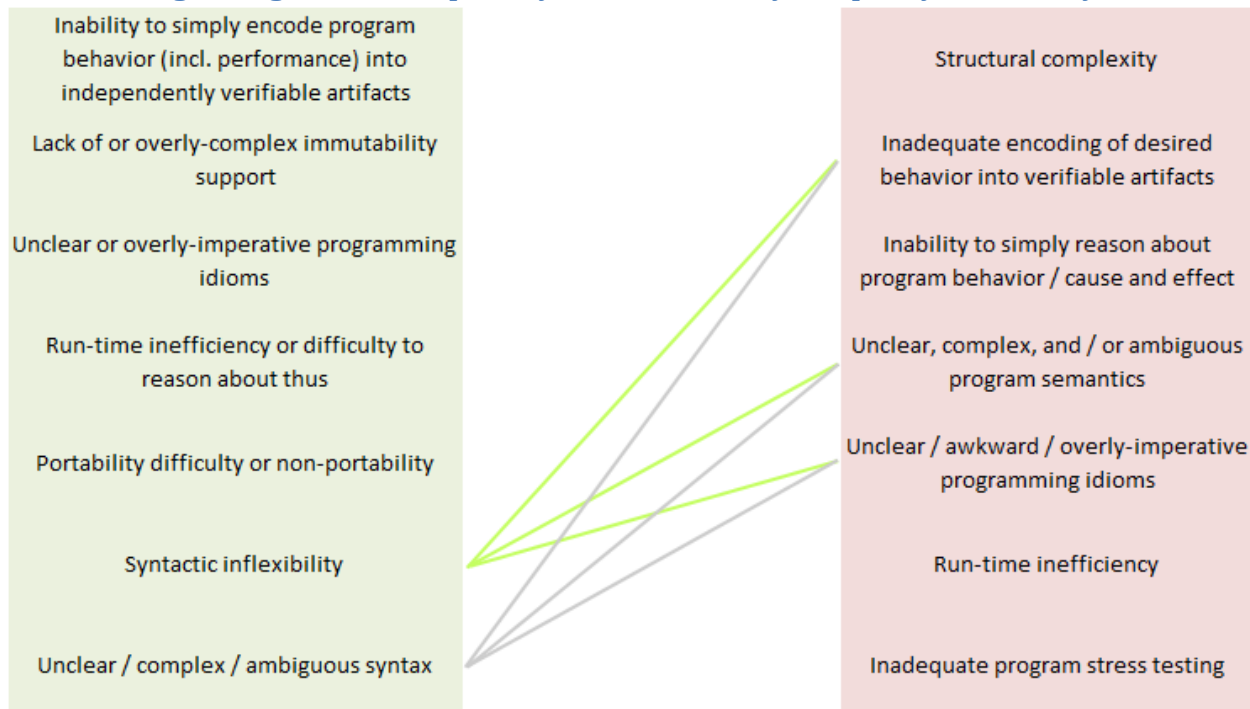 Inability to simply encode program
behavior (incl. performance) into
independently verifiable artifacts
Lack of or overly-complex immutability
support
Unclear or overly-imperative programming
idioms
Run-time inefficiency or difficulty to
reason about thus
Portability difficulty or non-portability
Syntactic inflexibility
Unclear / complex / ambiguous syntax
Structural complexity
Inadequate encoding of desired
behavior into verifiable artifacts
Inability to simply reason about
program behavior / cause and effect
Unclear, complex, and / or ambiguous
program semantics
Unclear / awkward / overly-imperative
programming idioms
Run-time inefficiency
Inadequate program stress testing